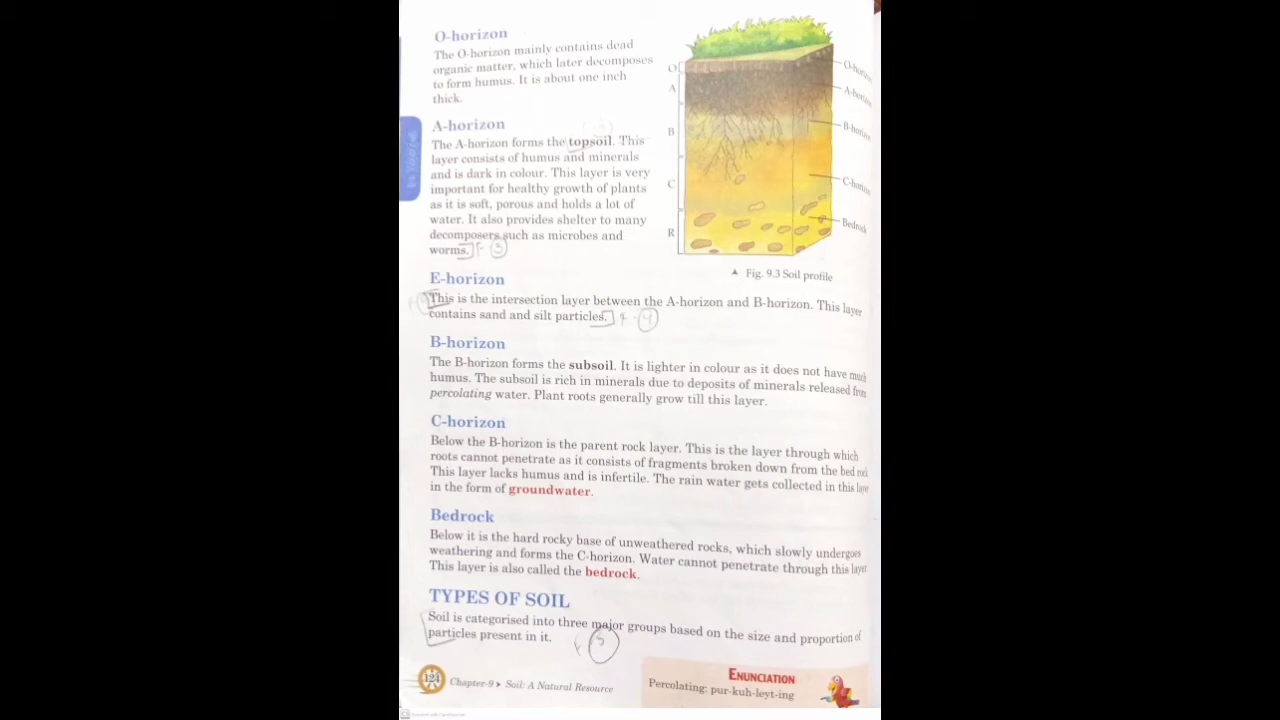 O-horizon
The O-horizon mainly contains dead
organic matter, which later decomposes
to form humus. It is about one inch
thick.
A-horizon
The A-horizon forms the topsoil. This
layer consists of humus and minerals
and is dark in colour. This layer is very
important for healthy growth of plants
as it is soft, porous and holds a lot of
water. It also provides shelter to many
decomposers such as microbes and
worms.
3
O
A
B
C
R
O-horizon
A-horizon
B-horizon
C-horizon
Bedrock
▲ Fig. 9.3 Soil profile
E-horizon
This is the intersection layer between the A-horizon and B-horizon. This layer
contains sand and silt particles.
4
B-horizon
The B-horizon forms the subsoil. It is lighter in colour as it does not have much
humus. The subsoil is rich in minerals due to deposits of minerals released from
percolating water. Plant roots generally grow till this layer.
C-horizon
Below the B-horizon is the parent rock layer. This is the layer through which
roots cannot penetrate as it consists of fragments broken down from the bed rock.
This layer lacks humus and is infertile. The rain water gets collected in this layer
in the form of groundwater.
Bedrock
Below it is the hard rocky base of unweathered rocks, which slowly undergoes
weathering and forms the C-horizon. Water cannot penetrate through this layer.
This layer is also called the bedrock.
TYPES OF SOIL
Soil is categorised into three major groups based on the size and proportion of
particles present in it.
5
124
Chapter-9 ➤ Soil: A Natural Resource
ENUNCIATION
Percolating: pur-kuh-leyt-ing
CS
Scanned with CamScanner